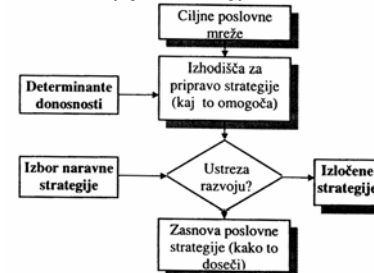 Ciljne poslovne
mreže
Izhodišča za
pripravo strategije
(kaj to omogoča)
Determinante
donosnosti
Izbor naravne
strategije
Ustreza
razvoju?
Izločene
strategije
Zasnova poslovne
strategije (kako to
doseči)